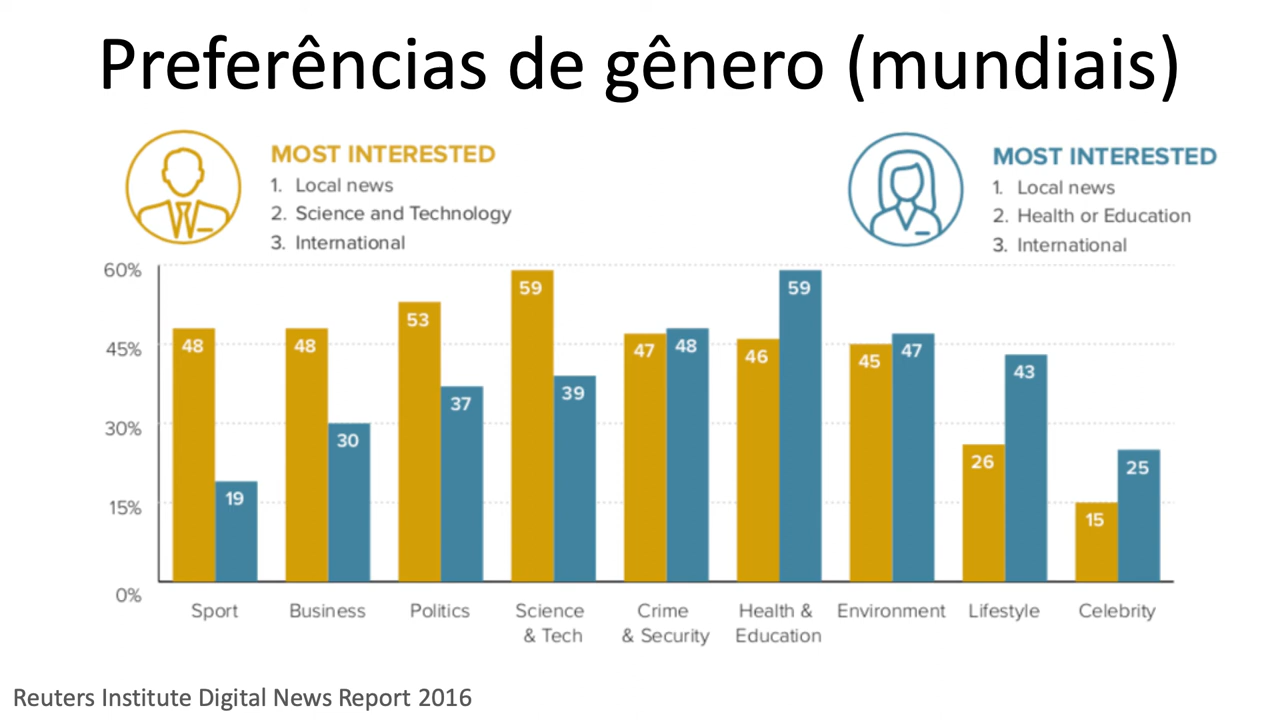 Preferências de gênero (mundiais)
MOST INTERESTED
1. Local news
2. Science and Technology
3. International
MOST INTERESTED
1. Local news
2. Health or Education
3. International
60%
45%
30%
15%
0%
48
19
48
30
53
37
59
39
47
48
46
59
45
47
26
43
15
25
Sport
Business
Politics
Science
& Tech
Crime
& Security
Health &
Education
Environment
Lifestyle
Celebrity
Reuters Institute Digital News Report 2016